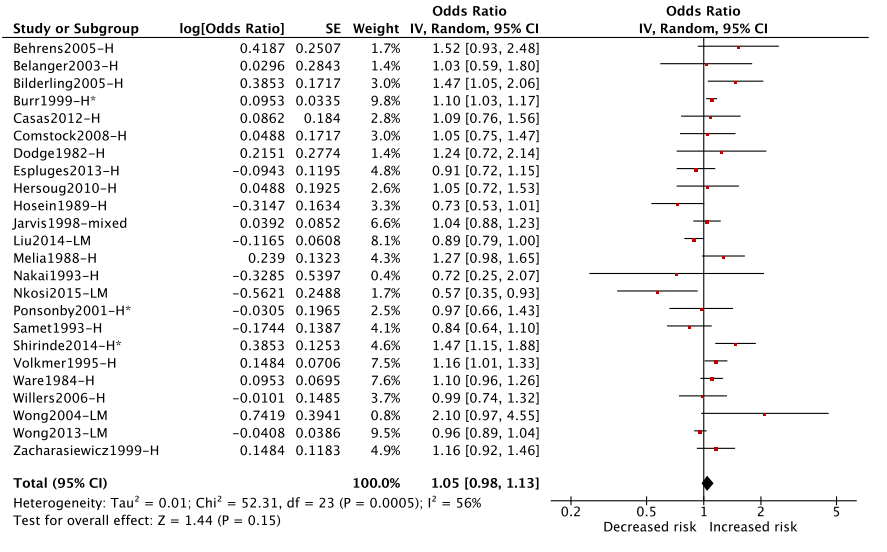 Odds Ratio Odds Ratio
Study or Subgroup log[Odds Ratio] SE Weight IV, Random, 95% CI IV, Random, 95% CI
Behrens2005-H 0.4187 0.2507 1.7% 1.52 [0.93, 2.48]
Belanger2003-H 0.0296 0.2843 1.4% 1.03 [0.59, 1.80]
Bilderling2005-H 0.3853 0.1717 3.0% 1.47 [1.05, 2.06]
Burr1999-H* 0.0953 0.0335 9.8% 1.10 [1.03, 1.17]
Casas2012-H 0.0862 0.184 2.8% 1.09 [0.76, 1.56]
Comstock2008-H 0.0488 0.1717 3.0% 1.05 [0.75, 1.47]
Dodge1982-H 0.2151 0.2774 1.4% 1.24 [0.72, 2.14]
Espluges2013-H -0.0943 0.1195 4.8% 0.91 [0.72, 1.15]
Hersoug2010-H 0.0488 0.1925 2.6% 1.05 [0.72, 1.53]
Hosein1989-H -0.3147 0.1634 3.3% 0.73 [0.53, 1.01]
Jarvis1998-mixed 0.0392 0.0852 6.6% 1.04 [0.88, 1.23]
Liu2014-LM -0.1165 0.0608 8.1% 0.89 [0.79, 1.00]
Melia1988-H 0.239 0.1323 4.3% 1.27 [0.98, 1.65]
Nakai1993-H -0.3285 0.5397 0.4% 0.72 [0.25, 2.07]
Nkosi2015-LM -0.5621 0.2488 1.7% 0.57 [0.35, 0.93]
Ponsonby2001-H* -0.0305 0.1965 2.5% 0.97 [0.66, 1.43]
Samet1993-H -0.1744 0.1387 4.1% 0.84 [0.64, 1.10]
Shirinde2014-H* 0.3853 0.1253 4.6% 1.47 [1.15, 1.88]
Volkmer1995-H 0.1484 0.0706 7.5% 1.16 [1.01, 1.33]
Ware1984-H 0.0953 0.0695 7.6% 1.10 [0.96, 1.26]
Willers2006-H -0.0101 0.1485 3.7% 0.99 [0.74, 1.32]
Wong2004-LM 0.7419 0.3941 0.8% 2.10 [0.97, 4.55]
Wong2013-LM -0.0408 0.0386 9.5% 0.96 [0.89, 1.04]
Zacharasiewicz1999-H 0.1484 0.1183 4.9% 1.16 [0.92, 1.46]
Total (95% CI) 100.0% 1.05 [0.98, 1.13]
Heterogeneity: Tau² = 0.01; Chi² = 52.31, df = 23 (P = 0.0005); I² = 56%
Test for overall effect: Z = 1.44 (P = 0.15)
0.2 0.5 1 2 5
Decreased risk Increased risk